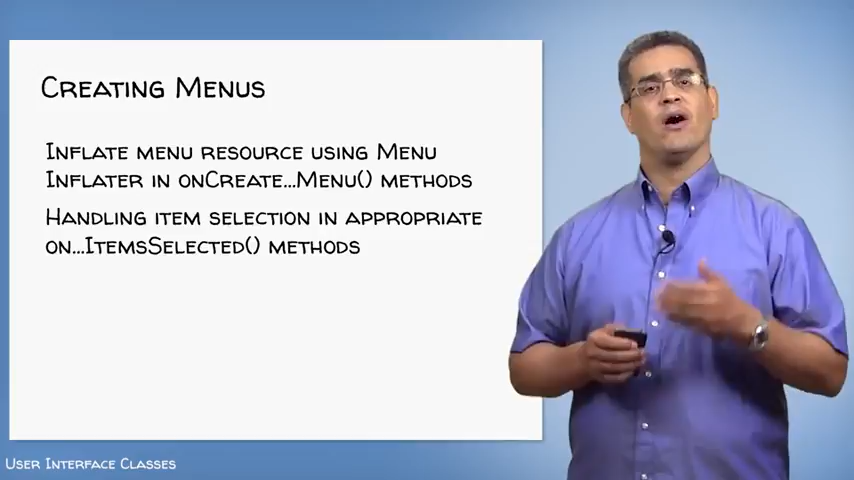 Creating Menus
Inflate menu resource using Menu
Inflater in onCreate...Menu() methods
Handling item selection in appropriate
on...ItemsSelected() methods
User Interface Classes